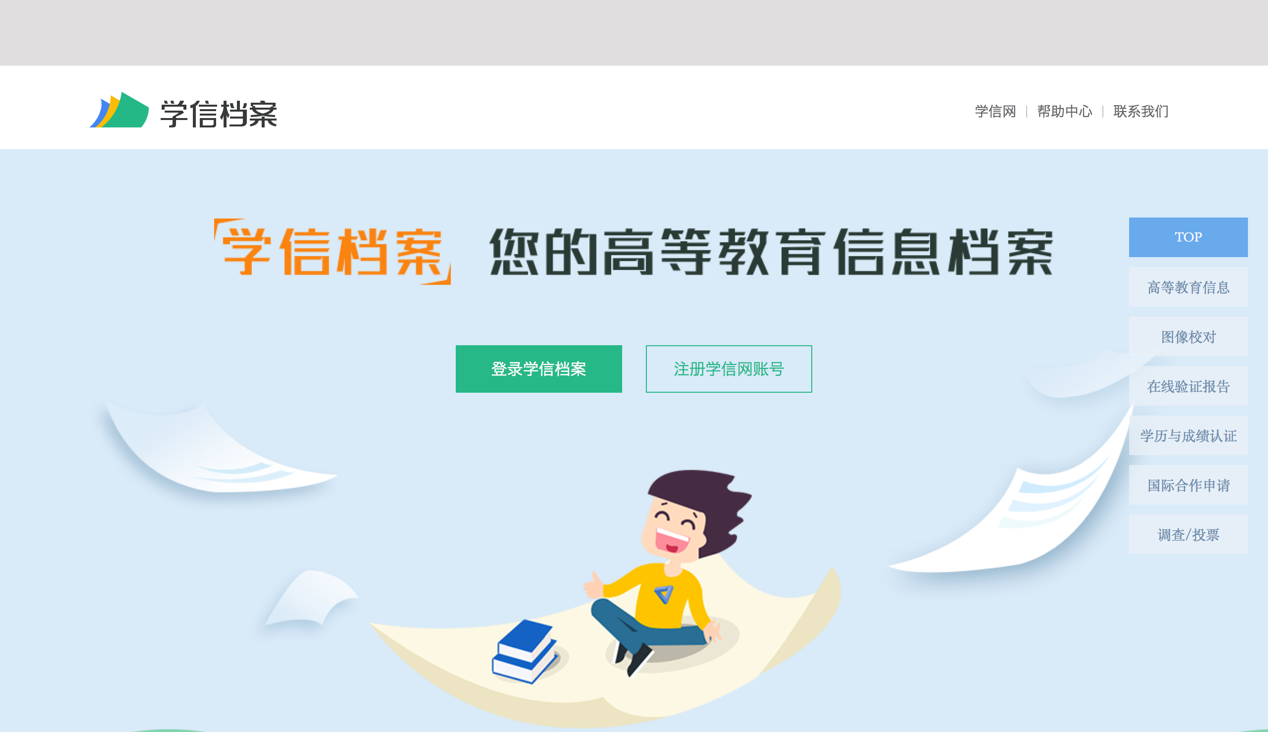 学信档案
学信网 | 帮助中心 | 联系我们
学信档案 您的高等教育信息档案
登录学信档案 注册学信网账号
TOP
高等教育信息
图像校对
在线验证报告
学历与成绩认证
国际合作申请
调查/投票